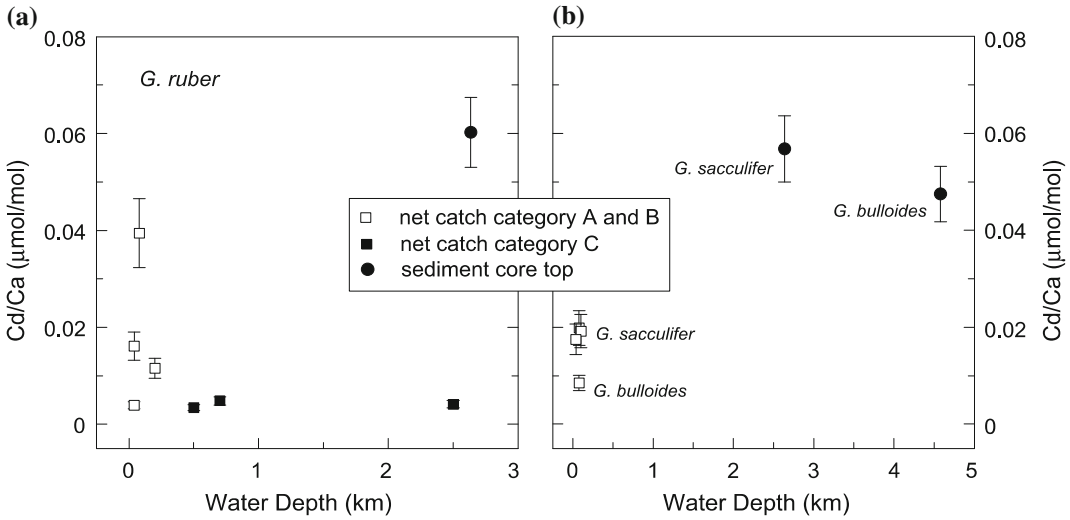 (a)
(b)
0.08
0.06
0.04
0.02
0
Cd/Ca (μmol/mol)
G. ruber
0
1
2
3
Water Depth (km)
net catch category A and B
net catch category C
sediment core top
G. sacculifer
G. bulloides
G. sacculifer
G. bulloides
0
1
2
3
4
5
Water Depth (km)
0.08
0.06
0.04
0.02
0
Cd/Ca (μmol/mol)